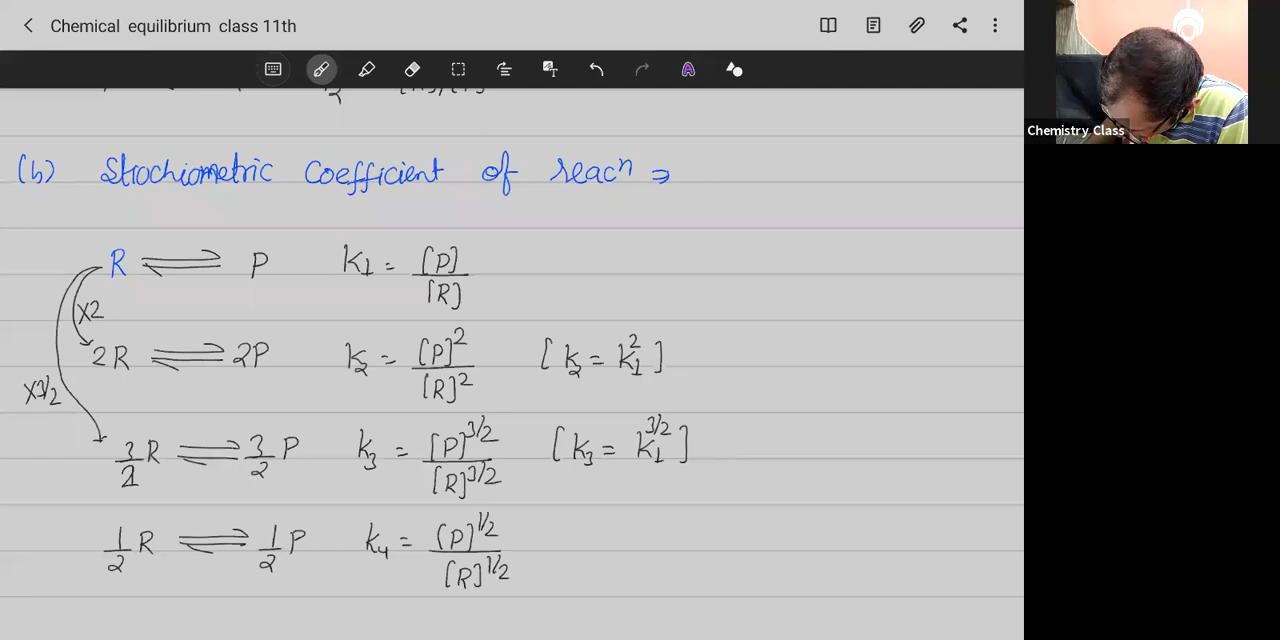 Chemical equilibrium class 11th
Chemistry Class
(b) Stochiometric Coefficient of reacn ⇒
R ⇌ P K1 = [P] / [R]
×2
2R ⇌ 2P K2 = [P]^2 / [R]^2 [K2 = K1^2]
×3/2
3/2 R ⇌ 3/2 P K3 = [P]^3/2 / [R]^3/2 [K3 = K1^3/2]
1/2 R ⇌ 1/2 P K4 = [P]^1/2 / [R]^1/2